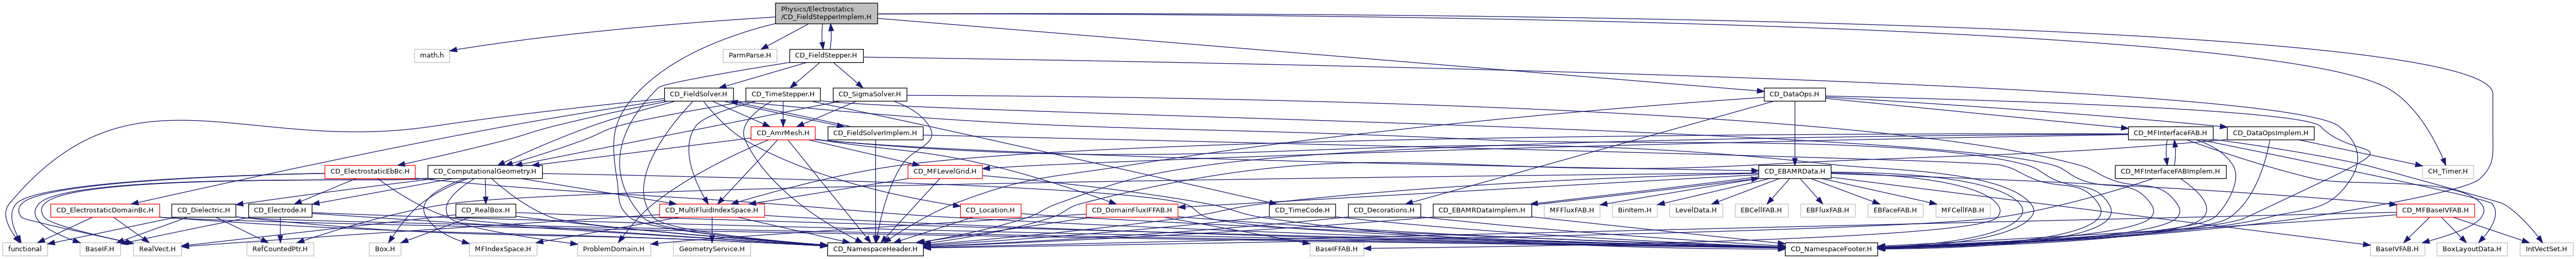 Physics/Electrostatics
/CD_FieldStepperImplem.H
math.h
ParmParse.H
CD_FieldStepper.H
CD_FieldSolver.H
CD_TimeStepper.H
CD_SigmaSolver.H
CD_DataOps.H
CD_AmrMesh.H
CD_FieldSolverImplem.H
CD_MFInterfaceFAB.H
CD_DataOpsImplem.H
CD_ElectrostaticEbBc.H
CD_ComputationalGeometry.H
CD_MFLevelGrid.H
CD_EBAMRData.H
CD_MFInterfaceFABImplem.H
CH_Timer.H
CD_ElectrostaticDomainBc.H
CD_Dielectric.H
CD_Electrode.H
CD_RealBox.H
CD_MultiFluidIndexSpace.H
CD_Location.H
CD_DomainFluxIFFAB.H
CD_TimeCode.H
CD_Decorations.H
CD_EBAMRDataImplem.H
MFFluxFAB.H
BinItem.H
LevelData.H
EBCellFAB.H
EBFluxFAB.H
EBFaceFAB.H
MFCellFAB.H
CD_MFBaseIVFAB.H
functional
BaseIF.H
RealVect.H
RefCountedPtr.H
Box.H
MFIndexSpace.H
ProblemDomain.H
GeometryService.H
CD_NamespaceHeader.H
BaseIFFAB.H
CD_NamespaceFooter.H
BaseIVFAB.H
BoxLayoutData.H
IntVectSet.H